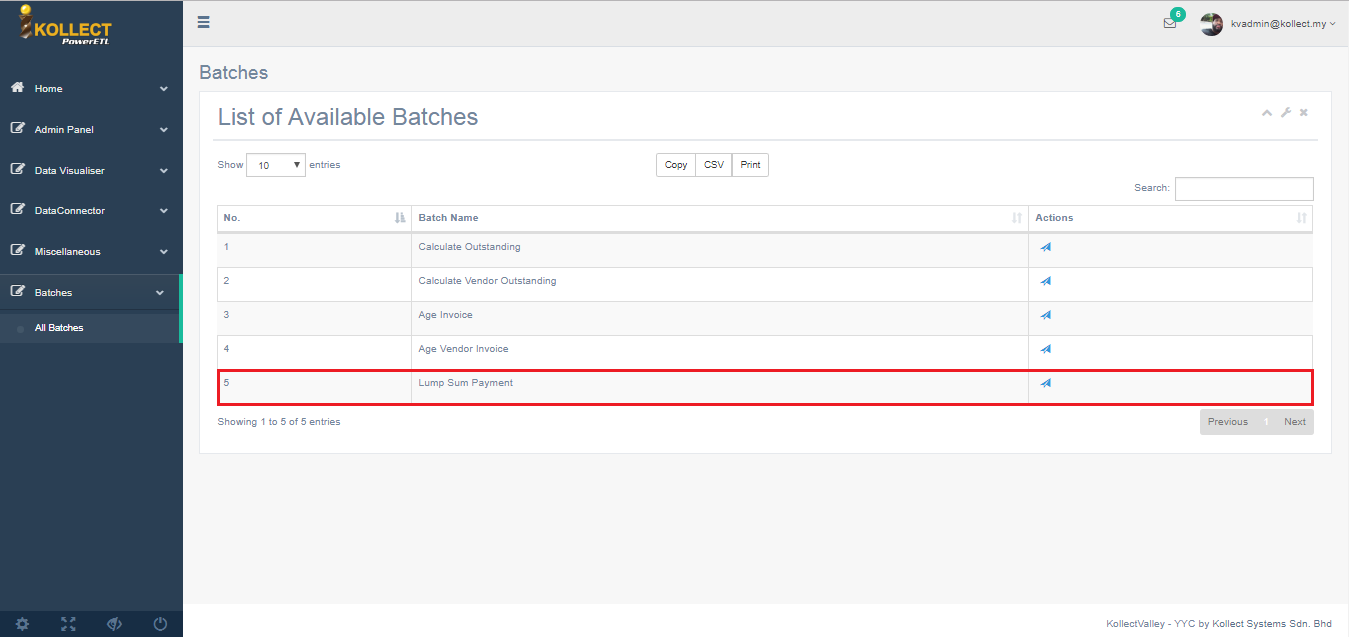 KOLLECT
PowerETL
6
kvadmin@kollect.my
Home
Admin Panel
Data Visualiser
DataConnector
Miscellaneous
Batches
All Batches
Batches
List of Available Batches
Show 10 entries
Copy CSV Print
Search:
No. Batch Name Actions
1 Calculate Outstanding
2 Calculate Vendor Outstanding
3 Age Invoice
4 Age Vendor Invoice
5 Lump Sum Payment
Showing 1 to 5 of 5 entries
Previous 1 Next
KollectValley - YYC by Kollect Systems Sdn. Bhd